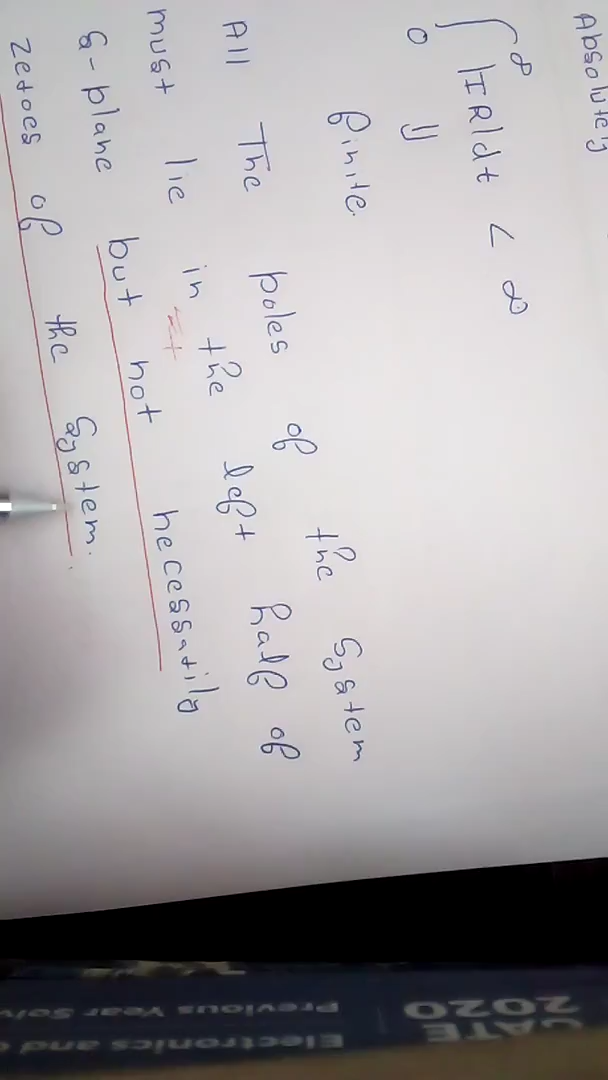 Absolutely
∫₀^∞ |IR|dt < ∞
⇓
finite.
All The poles of the system
must lie in the left half of
s-plane but not necessarily
zeroes of the system.
GATE
2020
Previous Year Solv
Electronics and